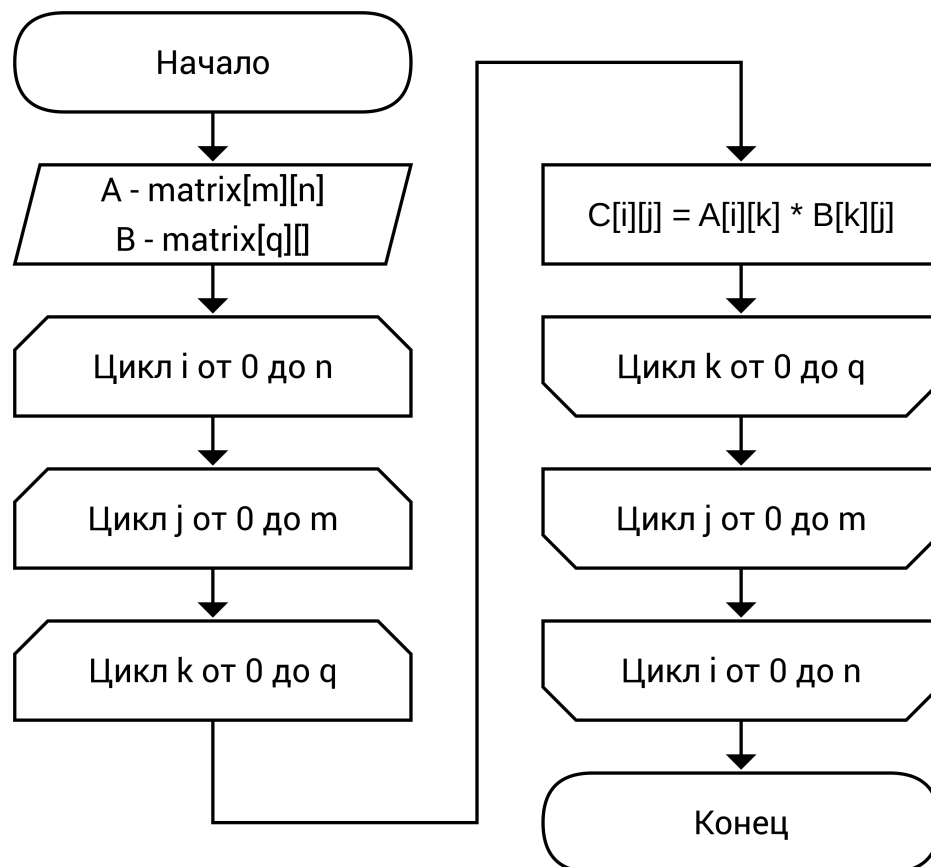 Начало
A - matrix[m][n]
B - matrix[q][]
Цикл i от 0 до n
Цикл j от 0 до m
Цикл k от 0 до q
C[i][j] = A[i][k] * B[k][j]
Цикл k от 0 до q
Цикл j от 0 до m
Цикл i от 0 до n
Конец